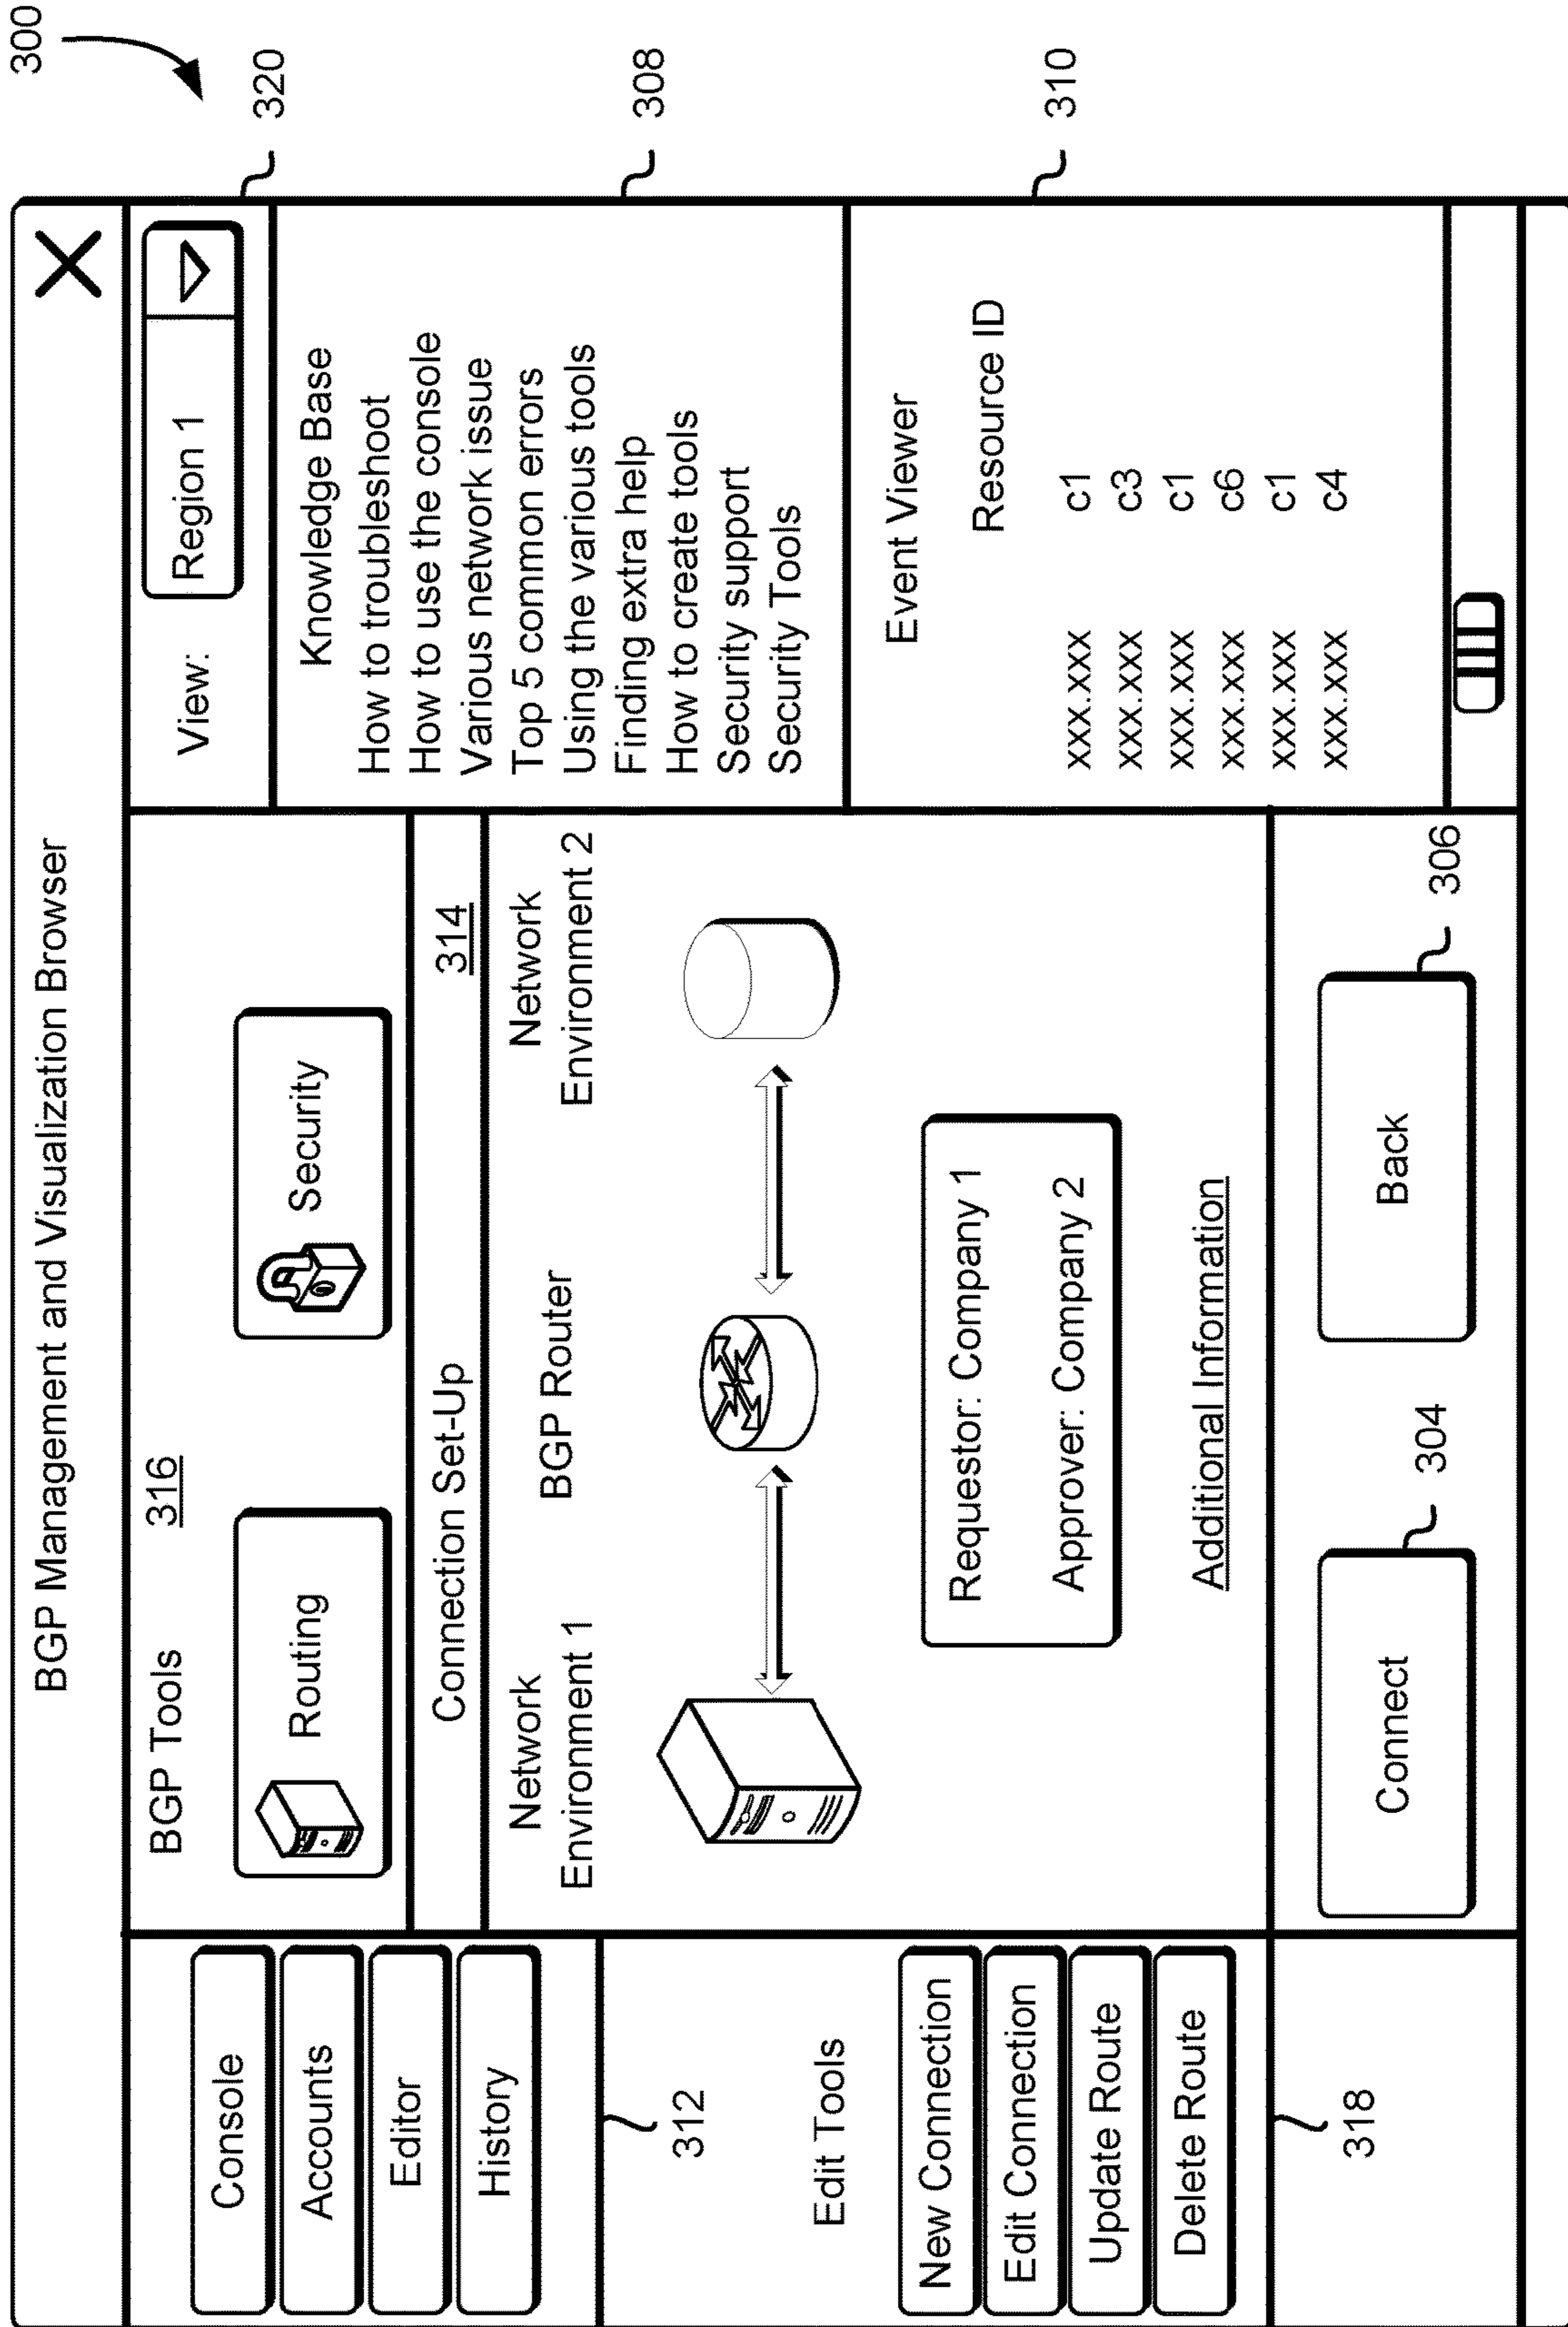 300
BGP Management and Visualization Browser
Console
Accounts
Editor
History
312
Edit Tools
New Connection
Edit Connection
Update Route
Delete Route
318
BGP Tools
316
Routing
Security
Connection Set-Up
314
Network
Environment 1
BGP Router
Network
Environment 2
Requestor: Company 1
Approver: Company 2
Additional Information
Connect
304
Back
306
View:
Region 1
320
Knowledge Base
How to troubleshoot
How to use the console
Various network issue
Top 5 common errors
Using the various tools
Finding extra help
How to create tools
Security support
Security Tools
308
Event Viewer
Resource ID
xxx.xxx c1
xxx.xxx c3
xxx.xxx c1
xxx.xxx c6
xxx.xxx c1
xxx.xxx c4
310